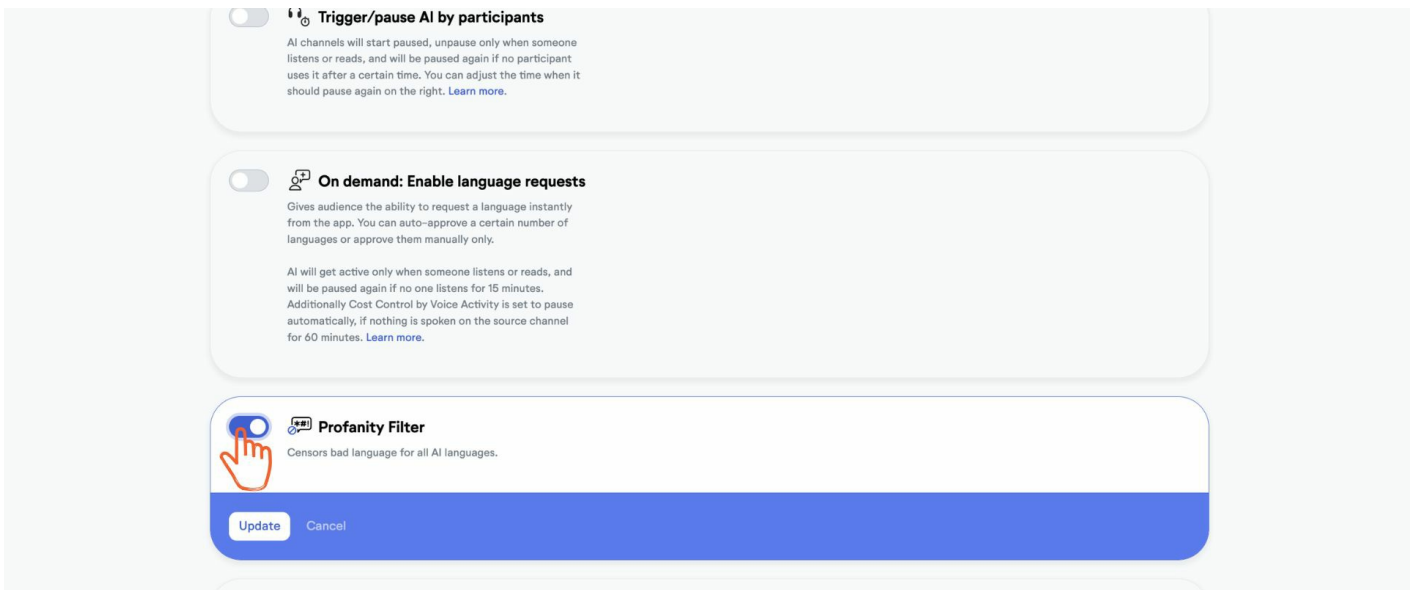 Trigger/pause AI by participants
AI channels will start paused, unpause only when someone
listens or reads, and will be paused again if no participant
uses it after a certain time. You can adjust the time when it
should pause again on the right. Learn more.
On demand: Enable language requests
Gives audience the ability to request a language instantly
from the app. You can auto-approve a certain number of
languages or approve them manually only.
AI will get active only when someone listens or reads, and
will be paused again if no one listens for 15 minutes.
Additionally Cost Control by Voice Activity is set to pause
automatically, if nothing is spoken on the source channel
for 60 minutes. Learn more.
Profanity Filter
Censors bad language for all AI languages.
Update Cancel